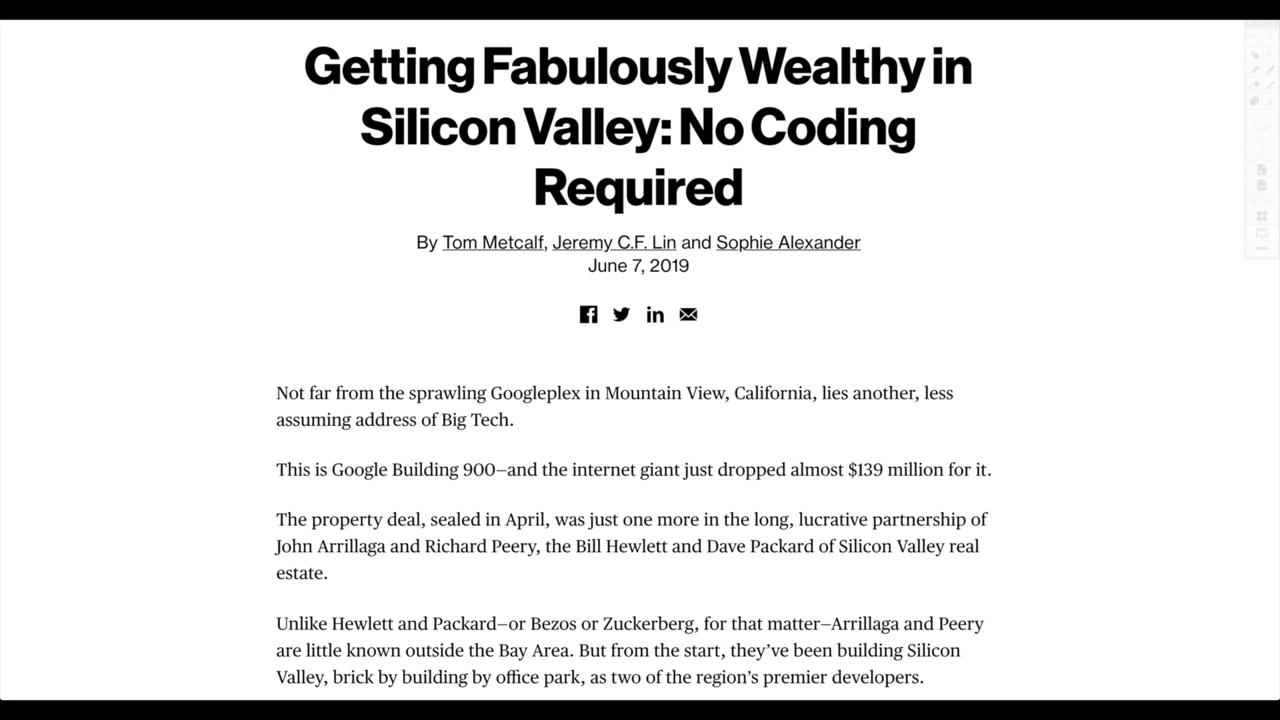 Getting Fabulously Wealthy in
Silicon Valley: No Coding
Required
By Tom Metcalf, Jeremy C.F. Lin and Sophie Alexander
June 7, 2019
Not far from the sprawling Googleplex in Mountain View, California, lies another, less
assuming address of Big Tech.
This is Google Building 900—and the internet giant just dropped almost $139 million for it.
The property deal, sealed in April, was just one more in the long, lucrative partnership of
John Arrillaga and Richard Peery, the Bill Hewlett and Dave Packard of Silicon Valley real
estate.
Unlike Hewlett and Packard—or Bezos or Zuckerberg, for that matter—Arrillaga and Peery
are little known outside the Bay Area. But from the start, they’ve been building Silicon
Valley, brick by building by office park, as two of the region’s premier developers.